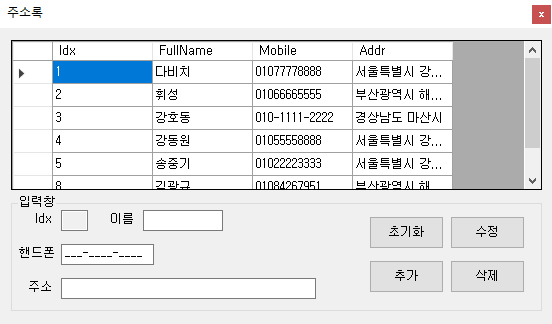 주소록
Idx FullName Mobile Addr
1 다비치 01077778888 서울특별시 강...
2 휘성 01066665555 부산광역시 해...
3 강호동 010-1111-2222 경상남도 마산시
4 강동원 01055558888 서울특별시 강...
5 송중기 01022223333 서울특별시 강...
8 김광규 01084267951 부산광역시 해...
입력창
Idx 이름
초기화 수정
핸드폰 ___-____-____
추가 삭제
주소